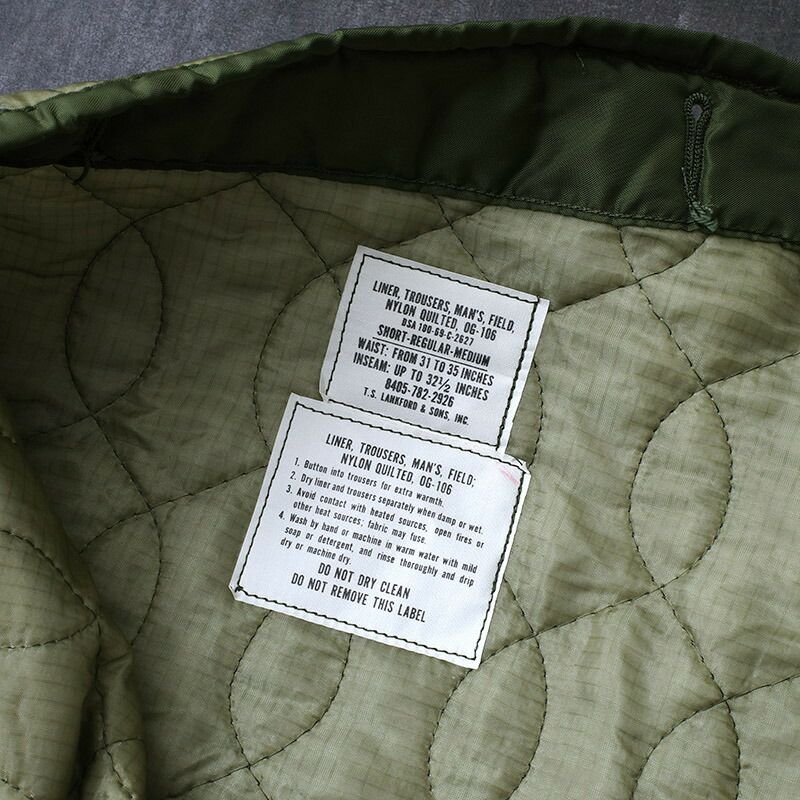 LINER, TROUSERS, MAN'S, FIELD,
NYLON QUILTED, OG-106
DSA 100-69-C-2627
SHORT-REGULAR-MEDIUM
WAIST: FROM 31 TO 35 INCHES
INSEAM: UP TO 32½ INCHES
8405-782-2926
T.S. LANKFORD & SONS, INC.
LINER, TROUSERS, MAN'S, FIELD:
NYLON QUILTED, OG-106
1. Button into trousers for extra warmth.
2. Dry liner and trousers separately when damp or wet.
3. Avoid contact with heated sources, open fires or
other heat sources; fabric may fuse.
4. Wash by hand or machine in warm water with mild
soap or detergent, and rinse thoroughly and drip
dry or machine dry.
DO NOT DRY CLEAN
DO NOT REMOVE THIS LABEL